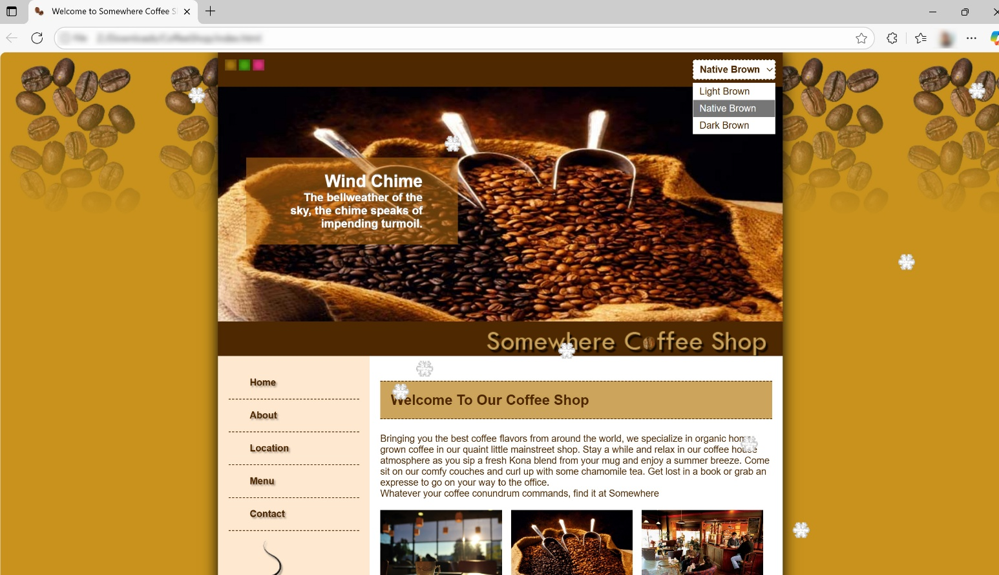 Welcome to Somewhere Coffee S
Native Brown
Light Brown
Native Brown
Dark Brown
Wind Chime
The bellweather of the
sky, the chime speaks of
impending turmoil.
Somewhere Coffee Shop
Home
About
Location
Menu
Contact
Welcome To Our Coffee Shop
Bringing you the best coffee flavors from around the world, we specialize in organic home
grown coffee in our quaint little mainstreet shop. Stay a while and relax in our coffee house
atmosphere as you sip a fresh Kona blend from your mug and enjoy a summer breeze. Come
sit on our comfy couches and curl up with some chamomile tea. Get lost in a book or grab an
expresse to go on your way to the office.
Whatever your coffee conundrum commands, find it at Somewhere